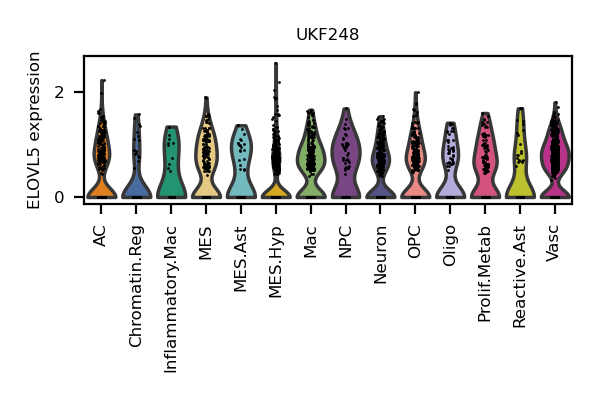 UKF248
ELOVL5 expression
2
0
AC
Chromatin.Reg
Inflammatory.Mac
MES
MES.Ast
MES.Hyp
Mac
NPC
Neuron
OPC
Oligo
Prolif.Metab
Reactive.Ast
Vasc